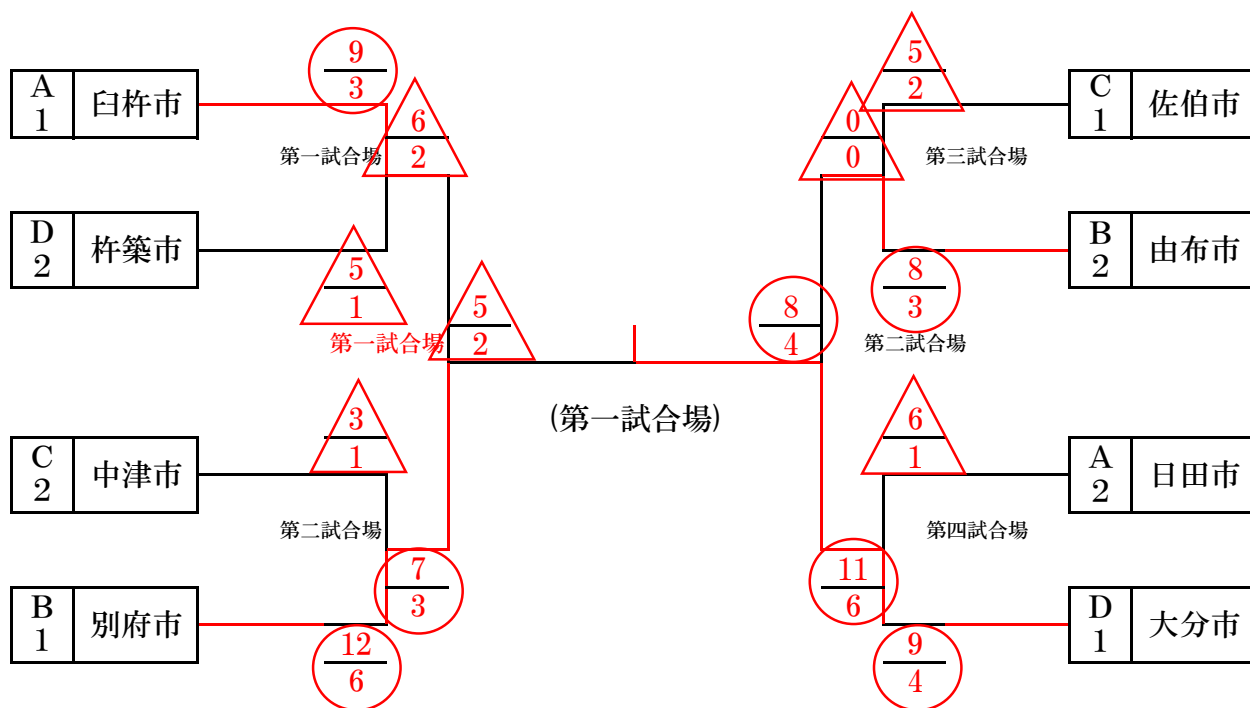 A
1
臼杵市
9
3
第一試合場
6
2
D
2
杵築市
5
1
第一試合場
5
2
C
2
中津市
3
1
第二試合場
7
3
B
1
別府市
12
6
(第一試合場)
5
2
C
1
佐伯市
0
0
第三試合場
B
2
由布市
8
3
第二試合場
8
4
6
1
A
2
日田市
第四試合場
11
6
D
1
大分市
9
4